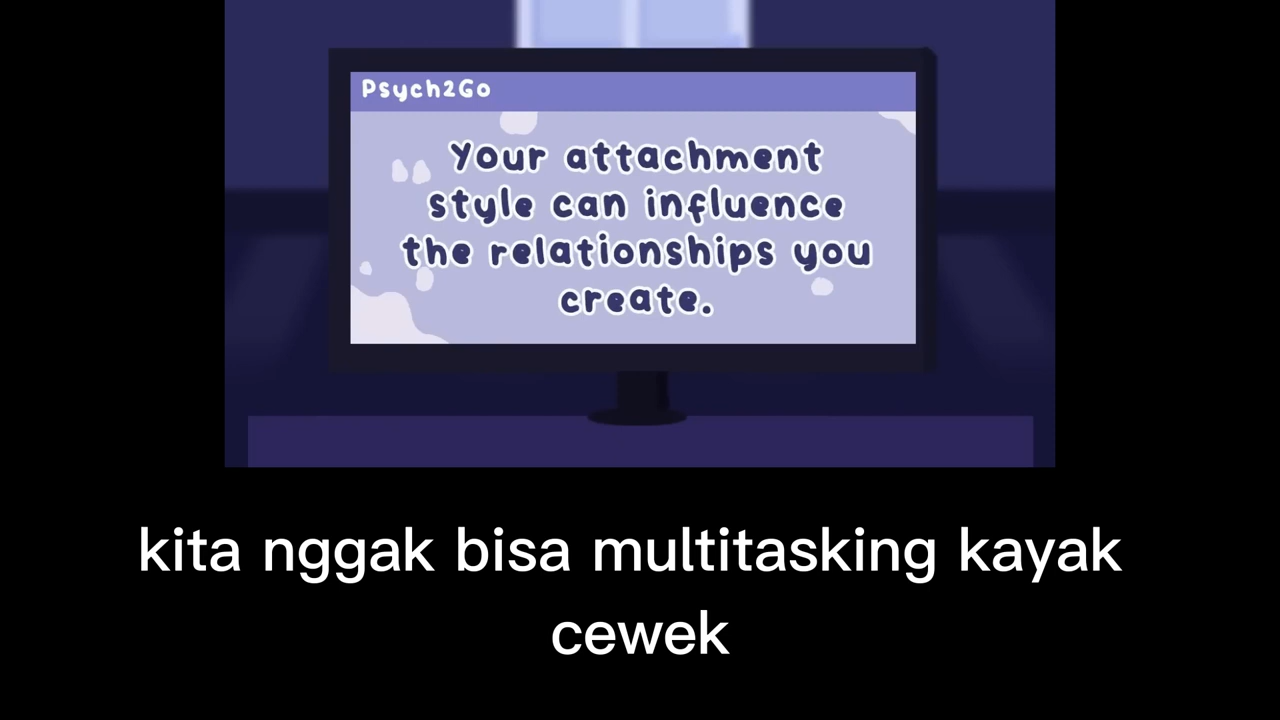 Psych2Go
Your attachment
style can influence
the relationships you
create.
kita nggak bisa multitasking kayak
cewek